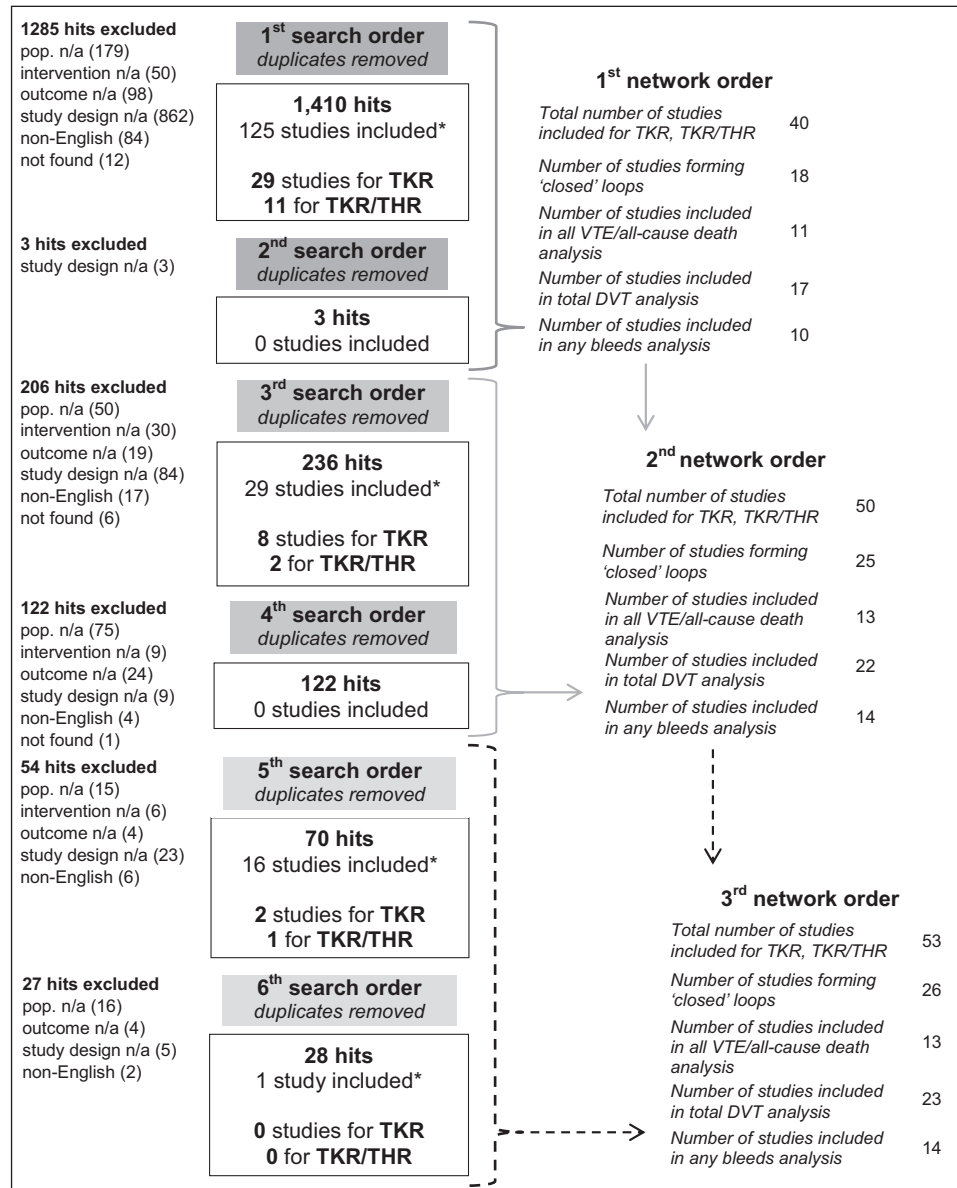 1285 hits excluded
pop. n/a (179)
intervention n/a (50)
outcome n/a (98)
study design n/a (862)
non-English (84)
not found (12)
1st search order
duplicates removed
1,410 hits
125 studies included*
29 studies for TKR
11 for TKR/THR
3 hits excluded
study design n/a (3)
2nd search order
duplicates removed
3 hits
0 studies included
206 hits excluded
pop. n/a (50)
intervention n/a (30)
outcome n/a (19)
study design n/a (84)
non-English (17)
not found (6)
3rd search order
duplicates removed
236 hits
29 studies included*
8 studies for TKR
2 for TKR/THR
122 hits excluded
pop. n/a (75)
intervention n/a (9)
outcome n/a (24)
study design n/a (9)
non-English (4)
not found (1)
4th search order
duplicates removed
122 hits
0 studies included
54 hits excluded
pop. n/a (15)
intervention n/a (6)
outcome n/a (4)
study design n/a (23)
non-English (6)
5th search order
duplicates removed
70 hits
16 studies included*
2 studies for TKR
1 for TKR/THR
27 hits excluded
pop. n/a (16)
outcome n/a (4)
study design n/a (5)
non-English (2)
6th search order
duplicates removed
28 hits
1 study included*
0 studies for TKR
0 for TKR/THR
1st network order
Total number of studies
included for TKR, TKR/THR 40
Number of studies forming
'closed' loops 18
Number of studies included
in all VTE/all-cause death 11
analysis
Number of studies included
in total DVT analysis 17
Number of studies included
in any bleeds analysis 10
2nd network order
Total number of studies
included for TKR, TKR/THR 50
Number of studies forming
'closed' loops 25
Number of studies included
in all VTE/all-cause death 13
analysis
Number of studies included
in total DVT analysis 22
Number of studies included
in any bleeds analysis 14
3rd network order
Total number of studies
included for TKR, TKR/THR 53
Number of studies forming
'closed' loops 26
Number of studies included
in all VTE/all-cause death 13
analysis
Number of studies included
in total DVT analysis 23
Number of studies included
in any bleeds analysis 14